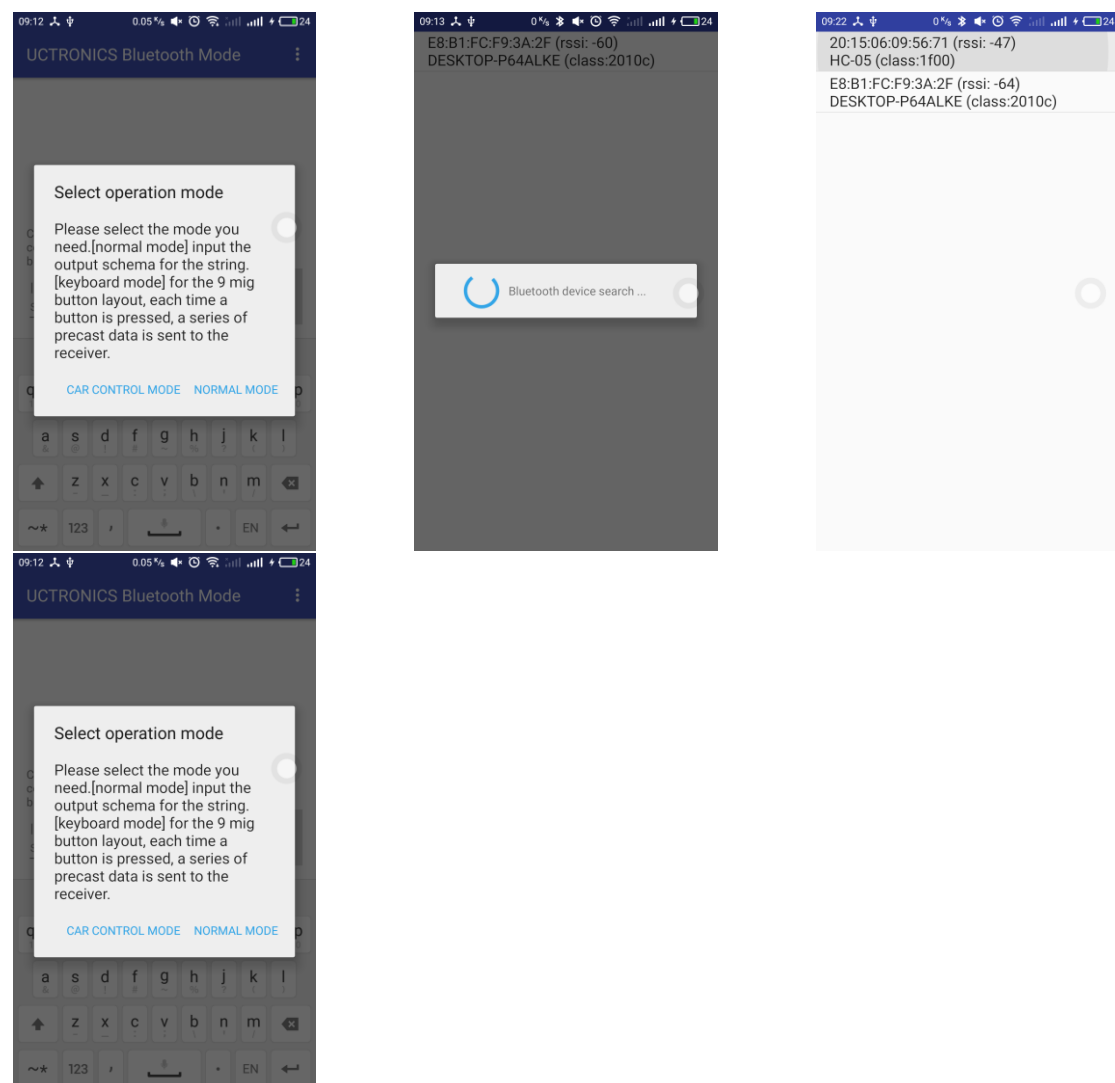 09:12 0.05 K/s 24
UCTRONICS Bluetooth Mode
Select operation mode
Please select the mode you
need.[normal mode] input the
output schema for the string.
[keyboard mode] for the 9 mig
button layout, each time a
button is pressed, a series of
precast data is sent to the
receiver.
CAR CONTROL MODE NORMAL MODE
q p
a s d f g h j k l
& @ ! # ~ % ? ( )
z x c v b n m
~* 123 , . EN
09:13 0 K/s 24
E8:B1:FC:F9:3A:2F (rssi: -60)
DESKTOP-P64ALKE (class:2010c)
Bluetooth device search ...
09:22 0 K/s 24
20:15:06:09:56:71 (rssi: -47)
HC-05 (class:1f00)
E8:B1:FC:F9:3A:2F (rssi: -64)
DESKTOP-P64ALKE (class:2010c)
09:12 0.05 K/s 24
UCTRONICS Bluetooth Mode
Select operation mode
Please select the mode you
need.[normal mode] input the
output schema for the string.
[keyboard mode] for the 9 mig
button layout, each time a
button is pressed, a series of
precast data is sent to the
receiver.
CAR CONTROL MODE NORMAL MODE
q p
a s d f g h j k l
& @ ! # ~ % ? ( )
z x c v b n m
~* 123 , . EN